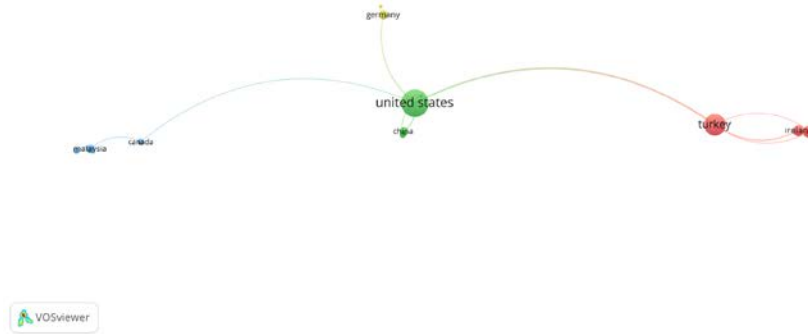 germany
united states
china
turkey
canada
malaysia
VOSviewer